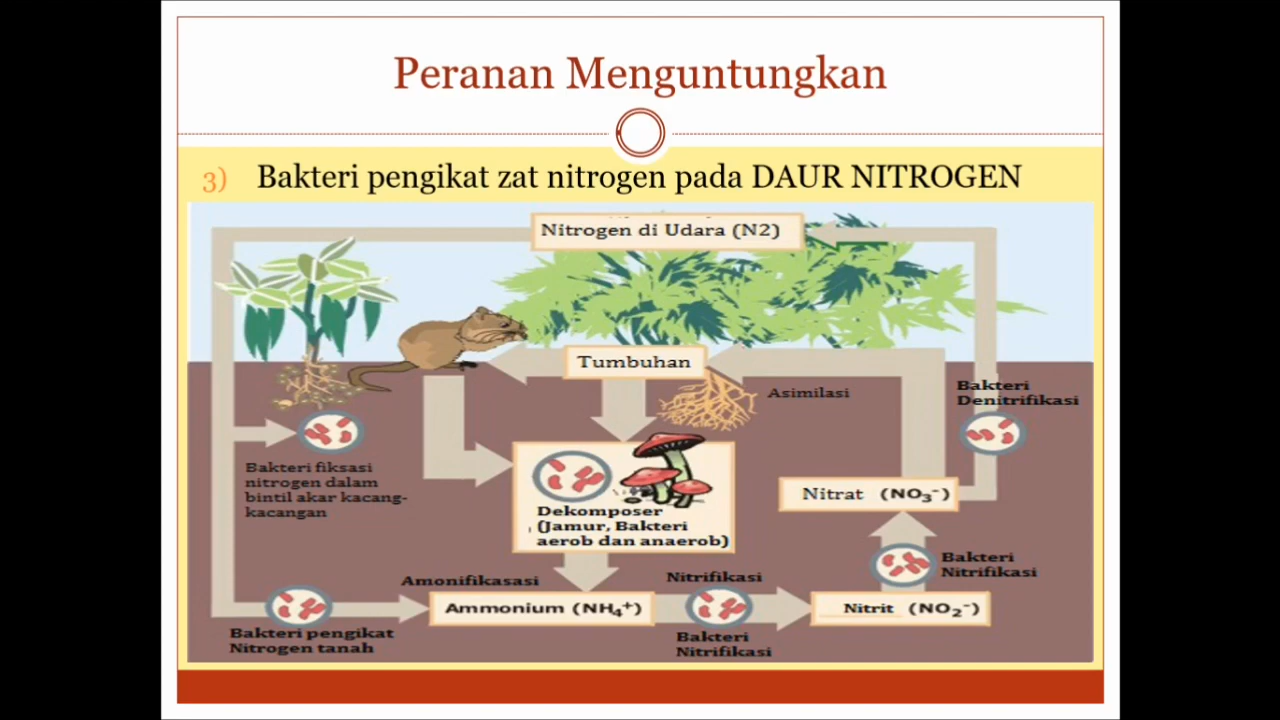 Peranan Menguntungkan
3) Bakteri pengikat zat nitrogen pada DAUR NITROGEN
Nitrogen di Udara (N2)
Tumbuhan
Asimilasi
Bakteri
Denitrifikasi
Bakteri fiksasi
nitrogen dalam
bintil akar kacang-
kacangan
Dekomposer
(Jamur, Bakteri
aerob dan anaerob)
Nitrat (NO₃⁻)
Bakteri
Nitrifikasi
Amonifikasasi
Nitrifikasi
Ammonium (NH₄⁺)
Nitrit (NO₂⁻)
Bakteri pengikat
Nitrogen tanah
Bakteri
Nitrifikasi